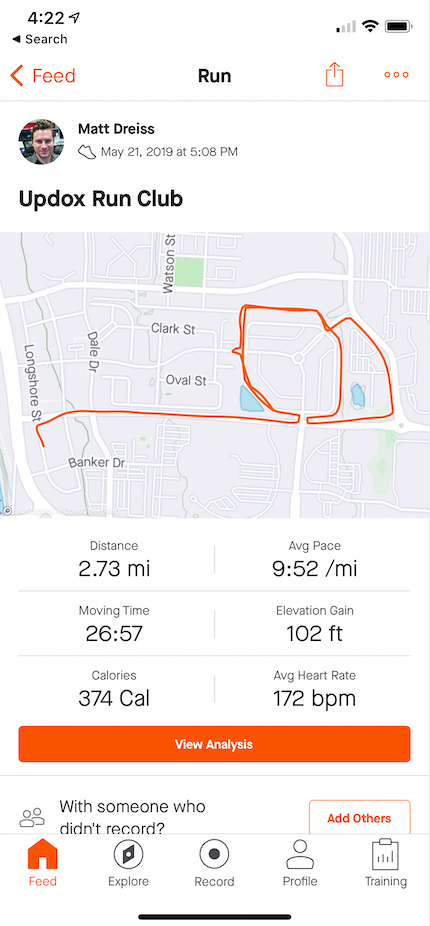 4:22
◀ Search
Feed
Run
Matt Dreiss
May 21, 2019 at 5:08 PM
Updox Run Club
Watson St
Clark St
Dale Dr
Longshore St
Oval St
Banker Dr
Distance
2.73 mi
Avg Pace
9:52 /mi
Moving Time
26:57
Elevation Gain
102 ft
Calories
374 Cal
Avg Heart Rate
172 bpm
View Analysis
With someone who
didn't record?
Add Others
Feed
Explore
Record
Profile
Training